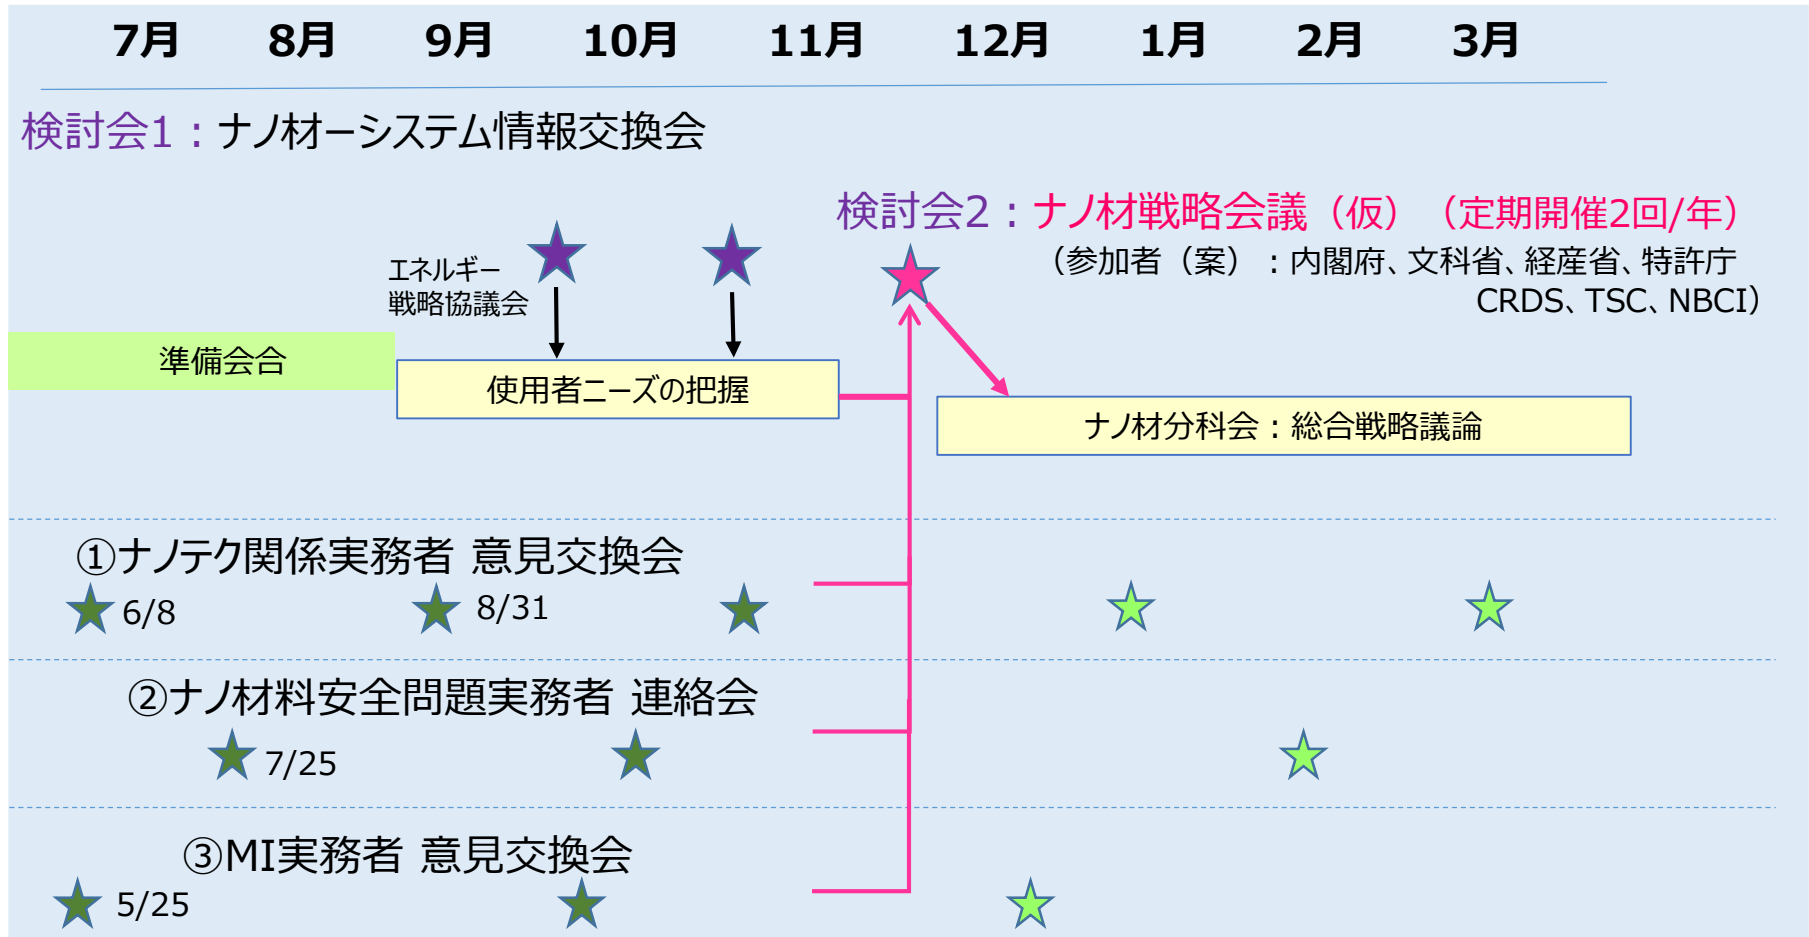 7月 8月 9月 10月 11月 12月 1月 2月 3月
検討会1：ナノ材ーシステム情報交換会
検討会2：ナノ材戦略会議（仮）（定期開催2回/年）
（参加者（案）：内閣府、文科省、経産省、特許庁
CRDS、TSC、NBCI）
エネルギー
戦略協議会
準備会合
使用者ニーズの把握
ナノ材分科会：総合戦略議論
①ナノテク関係実務者 意見交換会
6/8
8/31
②ナノ材料安全問題実務者 連絡会
7/25
③MI実務者 意見交換会
5/25